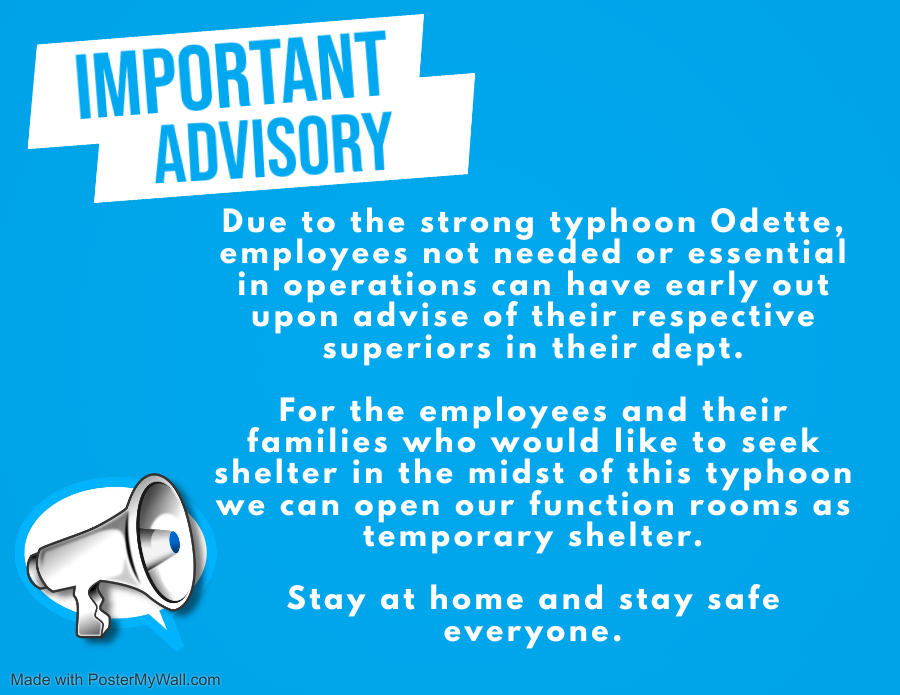 IMPORTANT
ADVISORY
Due to the strong typhoon Odette,
employees not needed or essential
in operations can have early out
upon advise of their respective
superiors in their dept.
For the employees and their
families who would like to seek
shelter in the midst of this typhoon
we can open our function rooms as
temporary shelter.
Stay at home and stay safe
everyone.
Made with PosterMyWall.com